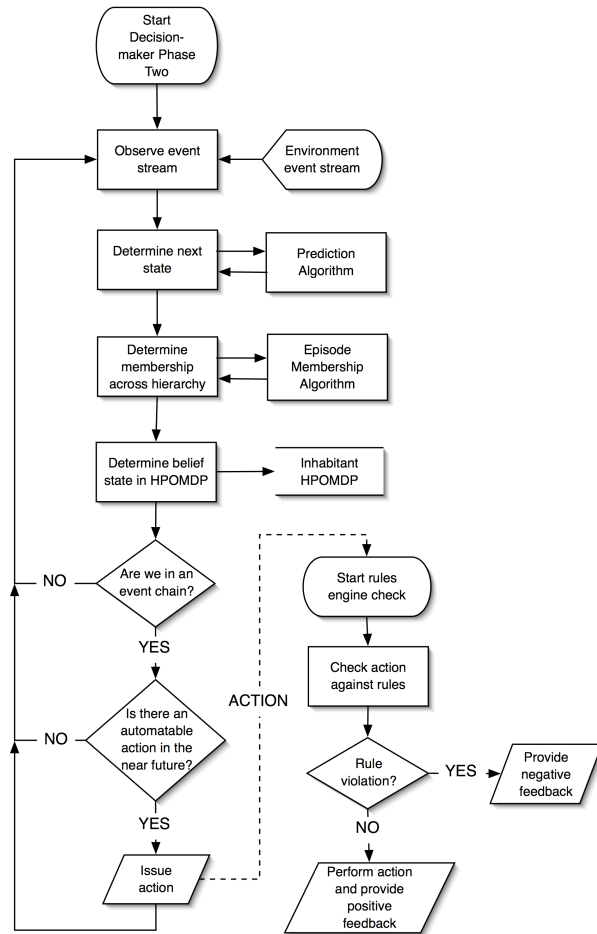 Start
Decision-
maker Phase
Two
Observe event
stream
Environment
event stream
Determine next
state
Prediction
Algorithm
Determine
membership
across hierarchy
Episode
Membership
Algorithm
Determine belief
state in HPOMDP
Inhabitant
HPOMDP
Are we in an
event chain?
NO
YES
Is there an
automatable
action in the
near future?
NO
YES
Issue
action
ACTION
Start rules
engine check
Check action
against rules
Rule
violation?
YES
Provide
negative
feedback
NO
Perform action
and provide
positive
feedback